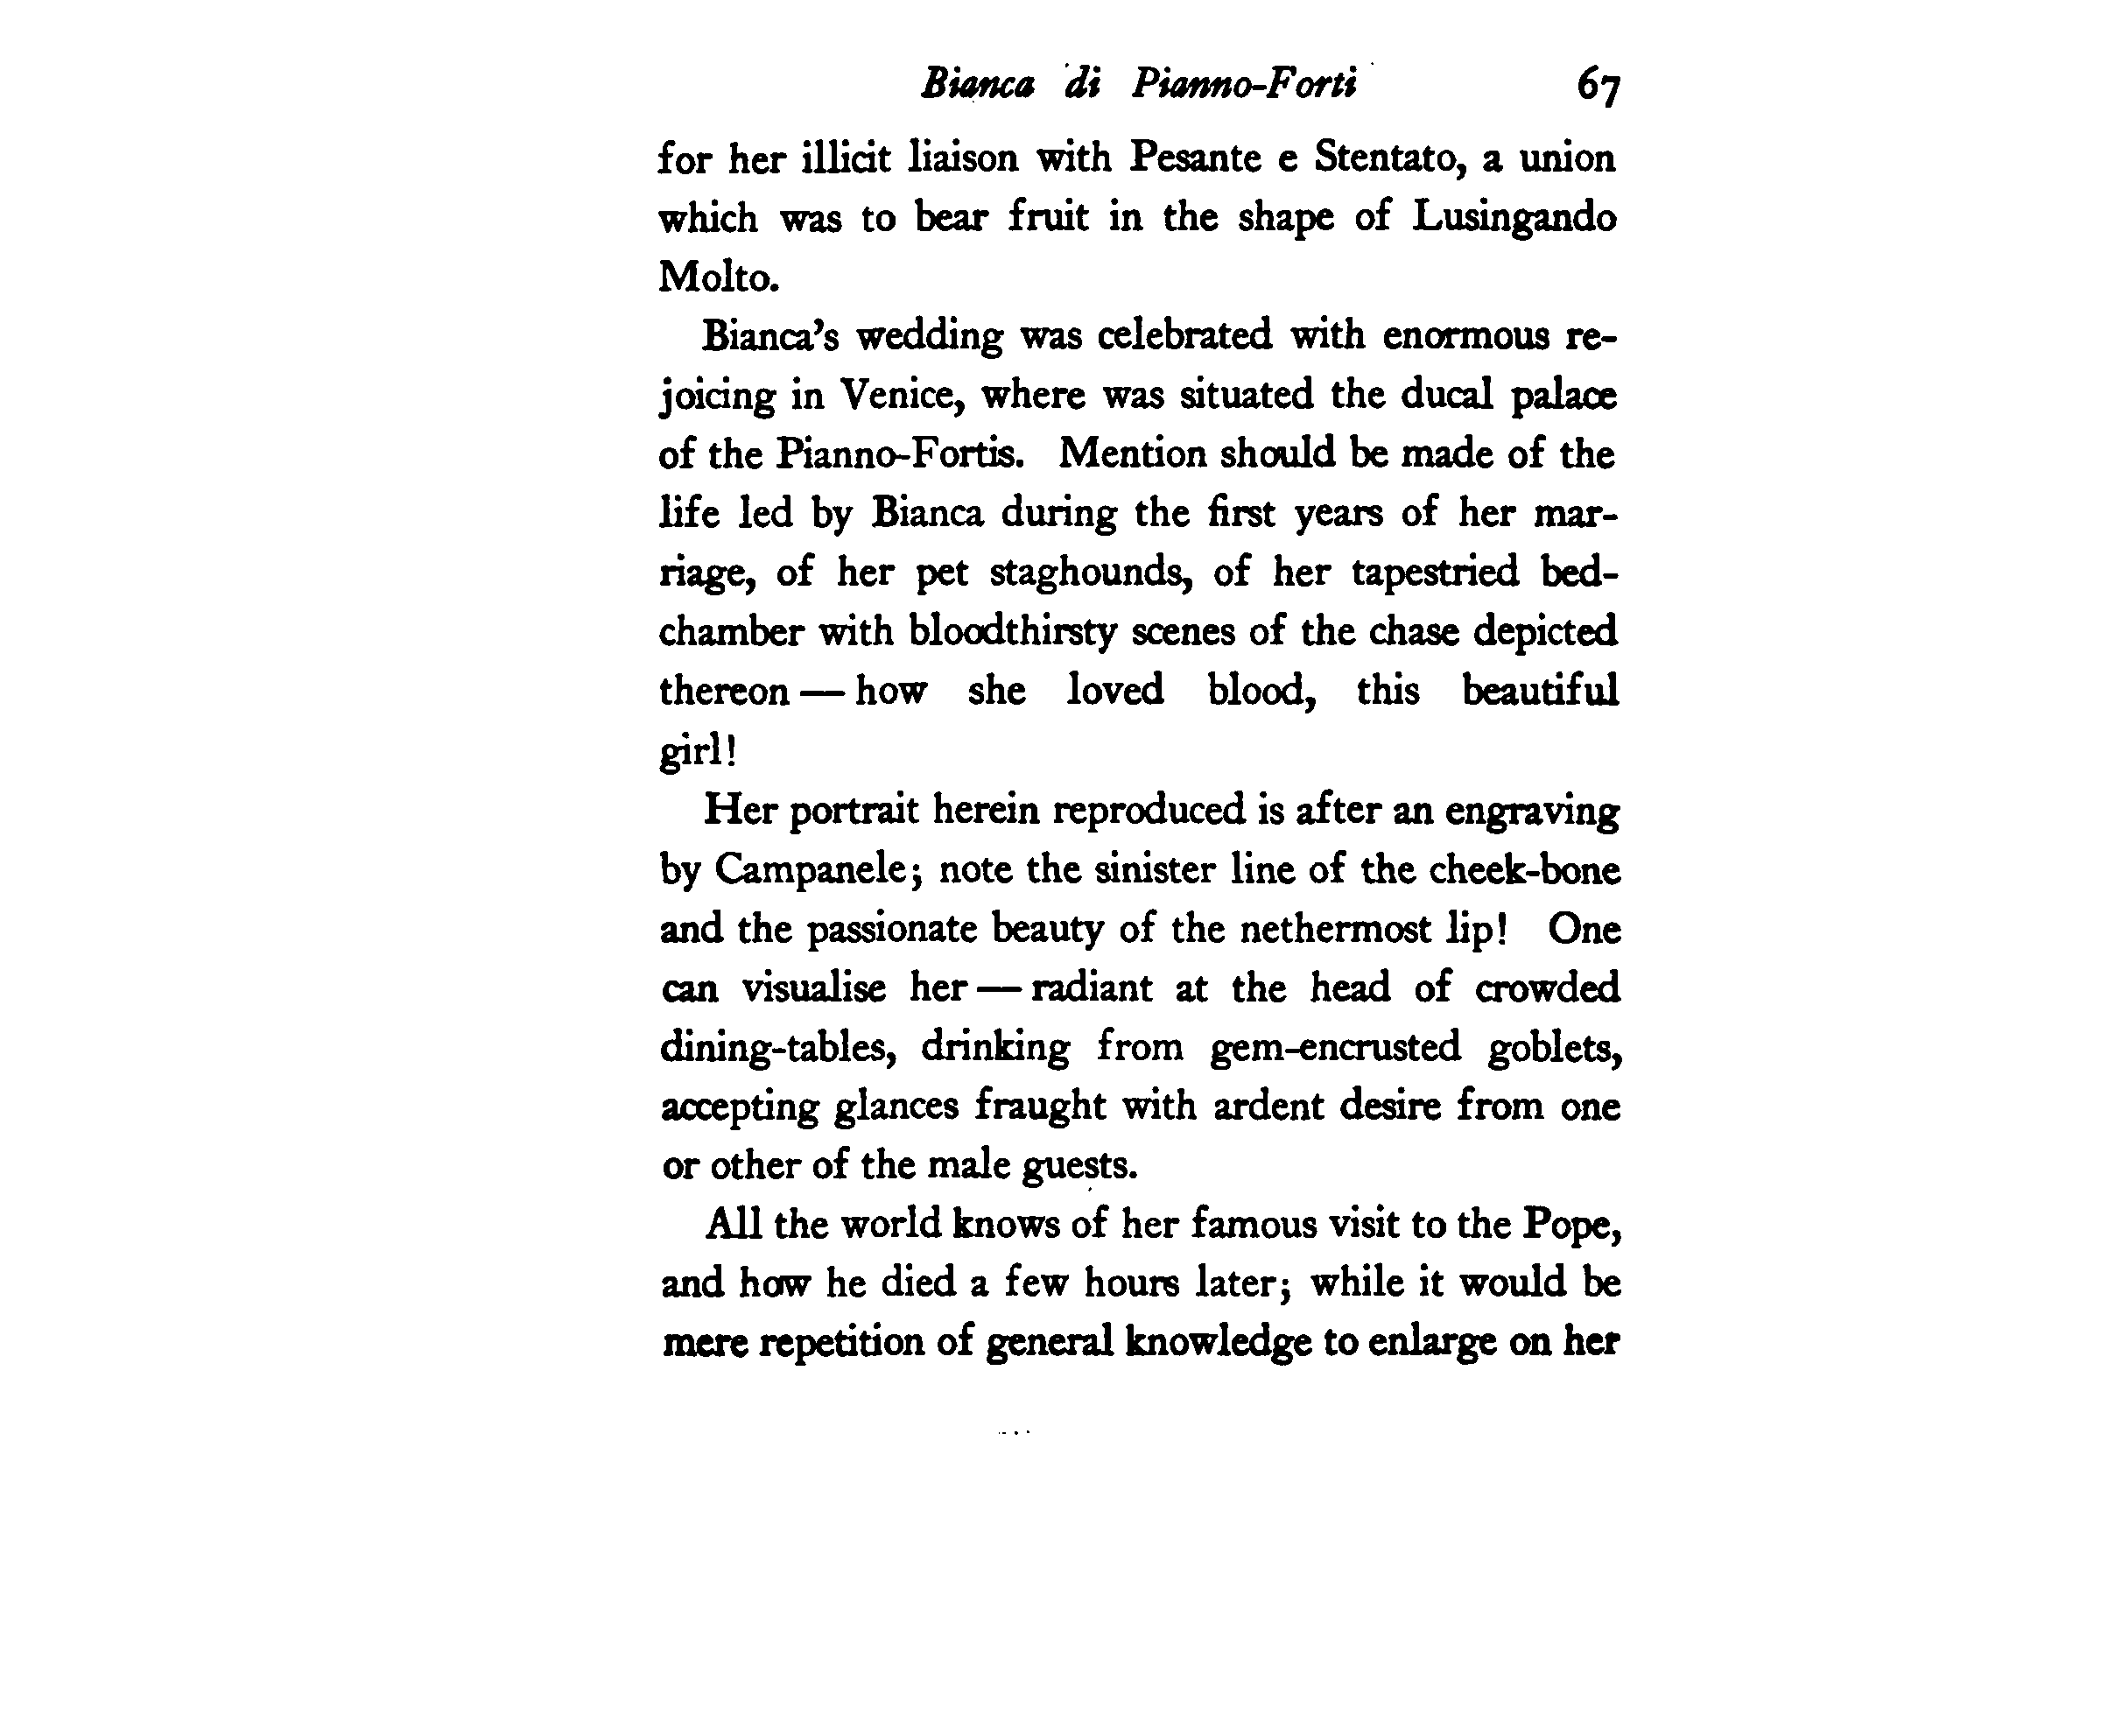 Bianca di Pianno-Forti 67
for her illicit liaison with Pesante e Stentato, a union
which was to bear fruit in the shape of Lusingando
Molto.
Bianca's wedding was celebrated with enormous re-
joicing in Venice, where was situated the ducal palace
of the Pianno-Fortis. Mention should be made of the
life led by Bianca during the first years of her mar-
riage, of her pet staghounds, of her tapestried bed-
chamber with bloodthirsty scenes of the chase depicted
thereon — how she loved blood, this beautiful
girl!
Her portrait herein reproduced is after an engraving
by Campanele; note the sinister line of the cheek-bone
and the passionate beauty of the nethermost lip! One
can visualise her — radiant at the head of crowded
dining-tables, drinking from gem-encrusted goblets,
accepting glances fraught with ardent desire from one
or other of the male guests.
All the world knows of her famous visit to the Pope,
and how he died a few hours later; while it would be
mere repetition of general knowledge to enlarge on her